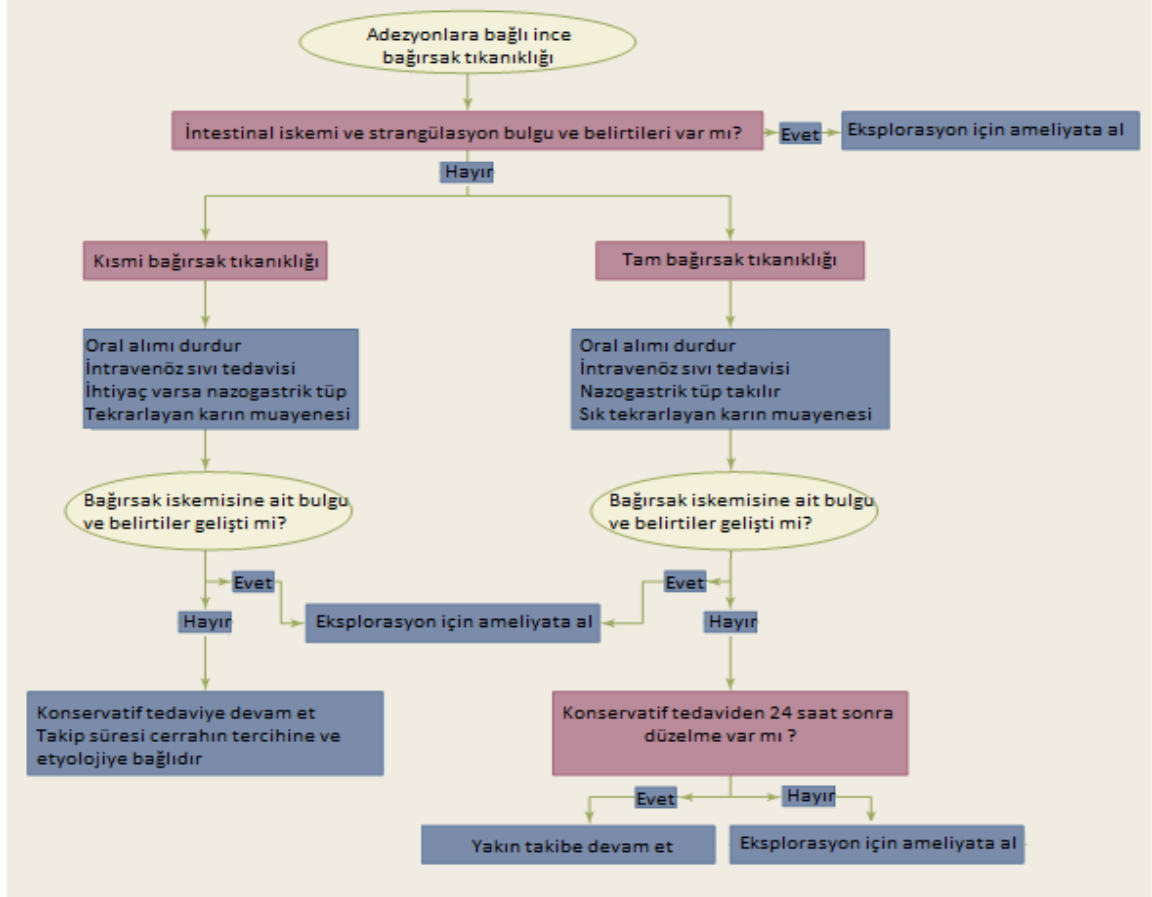 Adezyonlara bağlı ince
bağırsak tıkanıklığı
İntestinal iskemi ve strangülasyon bulgu ve belirtileri var mı?
Evet
Eksplorasyon için ameliyata al
Hayır
Kısmi bağırsak tıkanıklığı
Tam bağırsak tıkanıklığı
Oral alımı durdur
İntravenöz sıvı tedavisi
İhtiyaç varsa nazogastrik tüp
Tekrarlayan karın muayenesi
Oral alımı durdur
İntravenöz sıvı tedavisi
Nazogastrik tüp takılır
Sık tekrarlayan karın muayenesi
Bağırsak iskemisine ait bulgu
ve belirtiler gelişti mi?
Bağırsak iskemisine ait bulgu
ve belirtiler gelişti mi?
Evet
Evet
Hayır
Eksplorasyon için ameliyata al
Hayır
Konservatif tedaviye devam et
Takip süresi cerrahın tercihine ve
etyolojiye bağlıdır
Konservatif tedaviden 24 saat sonra
düzelme var mı ?
Evet
Hayır
Yakın takibe devam et
Eksplorasyon için ameliyata al